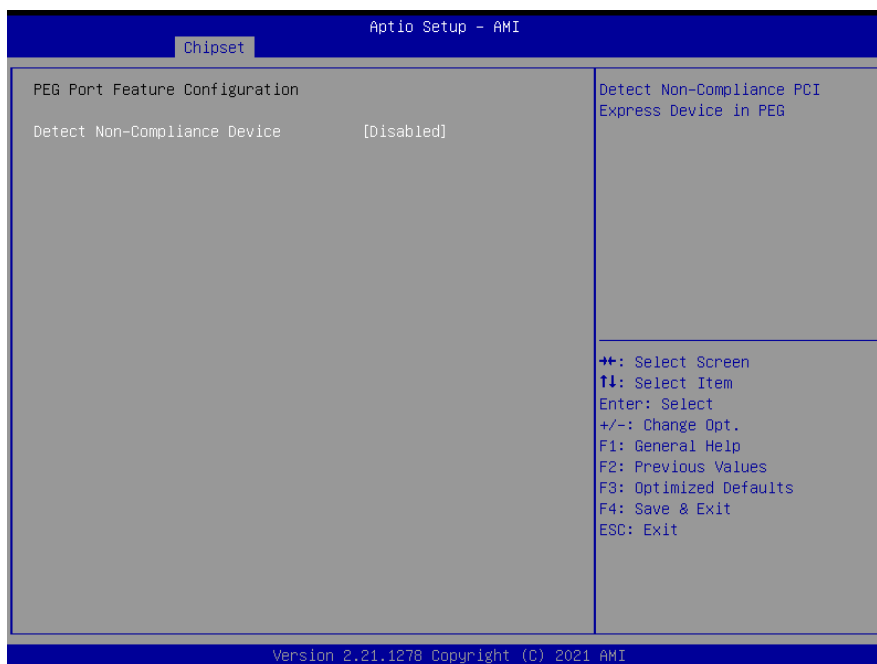 Aptio Setup – AMI
Chipset
PEG Port Feature Configuration
Detect Non-Compliance Device [Disabled]
Detect Non-Compliance PCI
Express Device in PEG
→←: Select Screen
↑↓: Select Item
Enter: Select
+/-: Change Opt.
F1: General Help
F2: Previous Values
F3: Optimized Defaults
F4: Save & Exit
ESC: Exit
Version 2.21.1278 Copyright (C) 2021 AMI